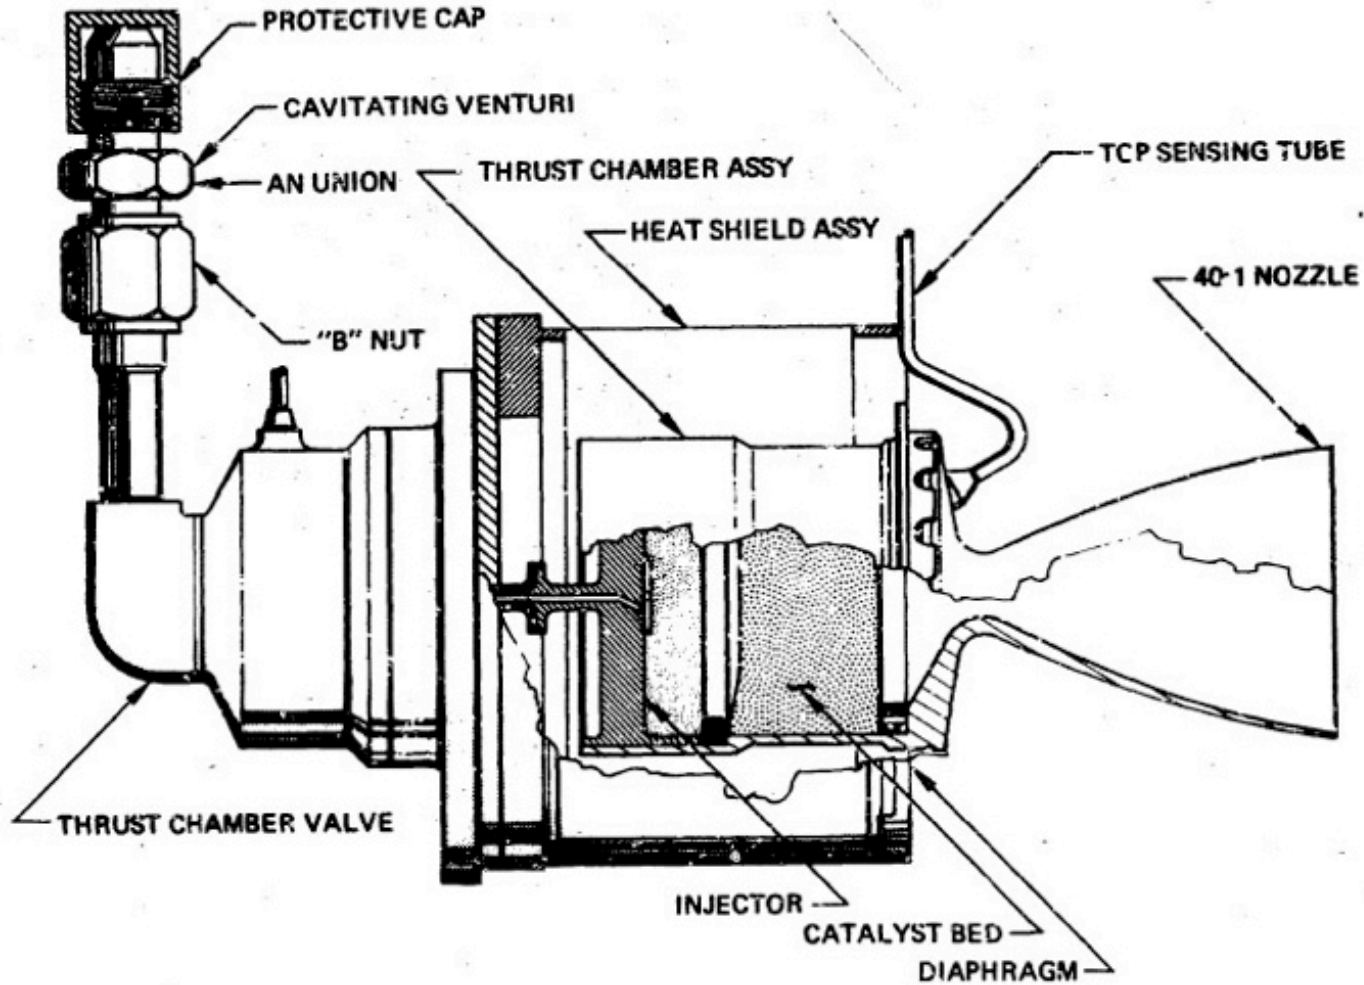 PROTECTIVE CAP
CAVITATING VENTURI
AN UNION
THRUST CHAMBER ASSY
TCP SENSING TUBE
HEAT SHIELD ASSY
40-1 NOZZLE
"B" NUT
THRUST CHAMBER VALVE
INJECTOR
CATALYST BED
DIAPHRAGM